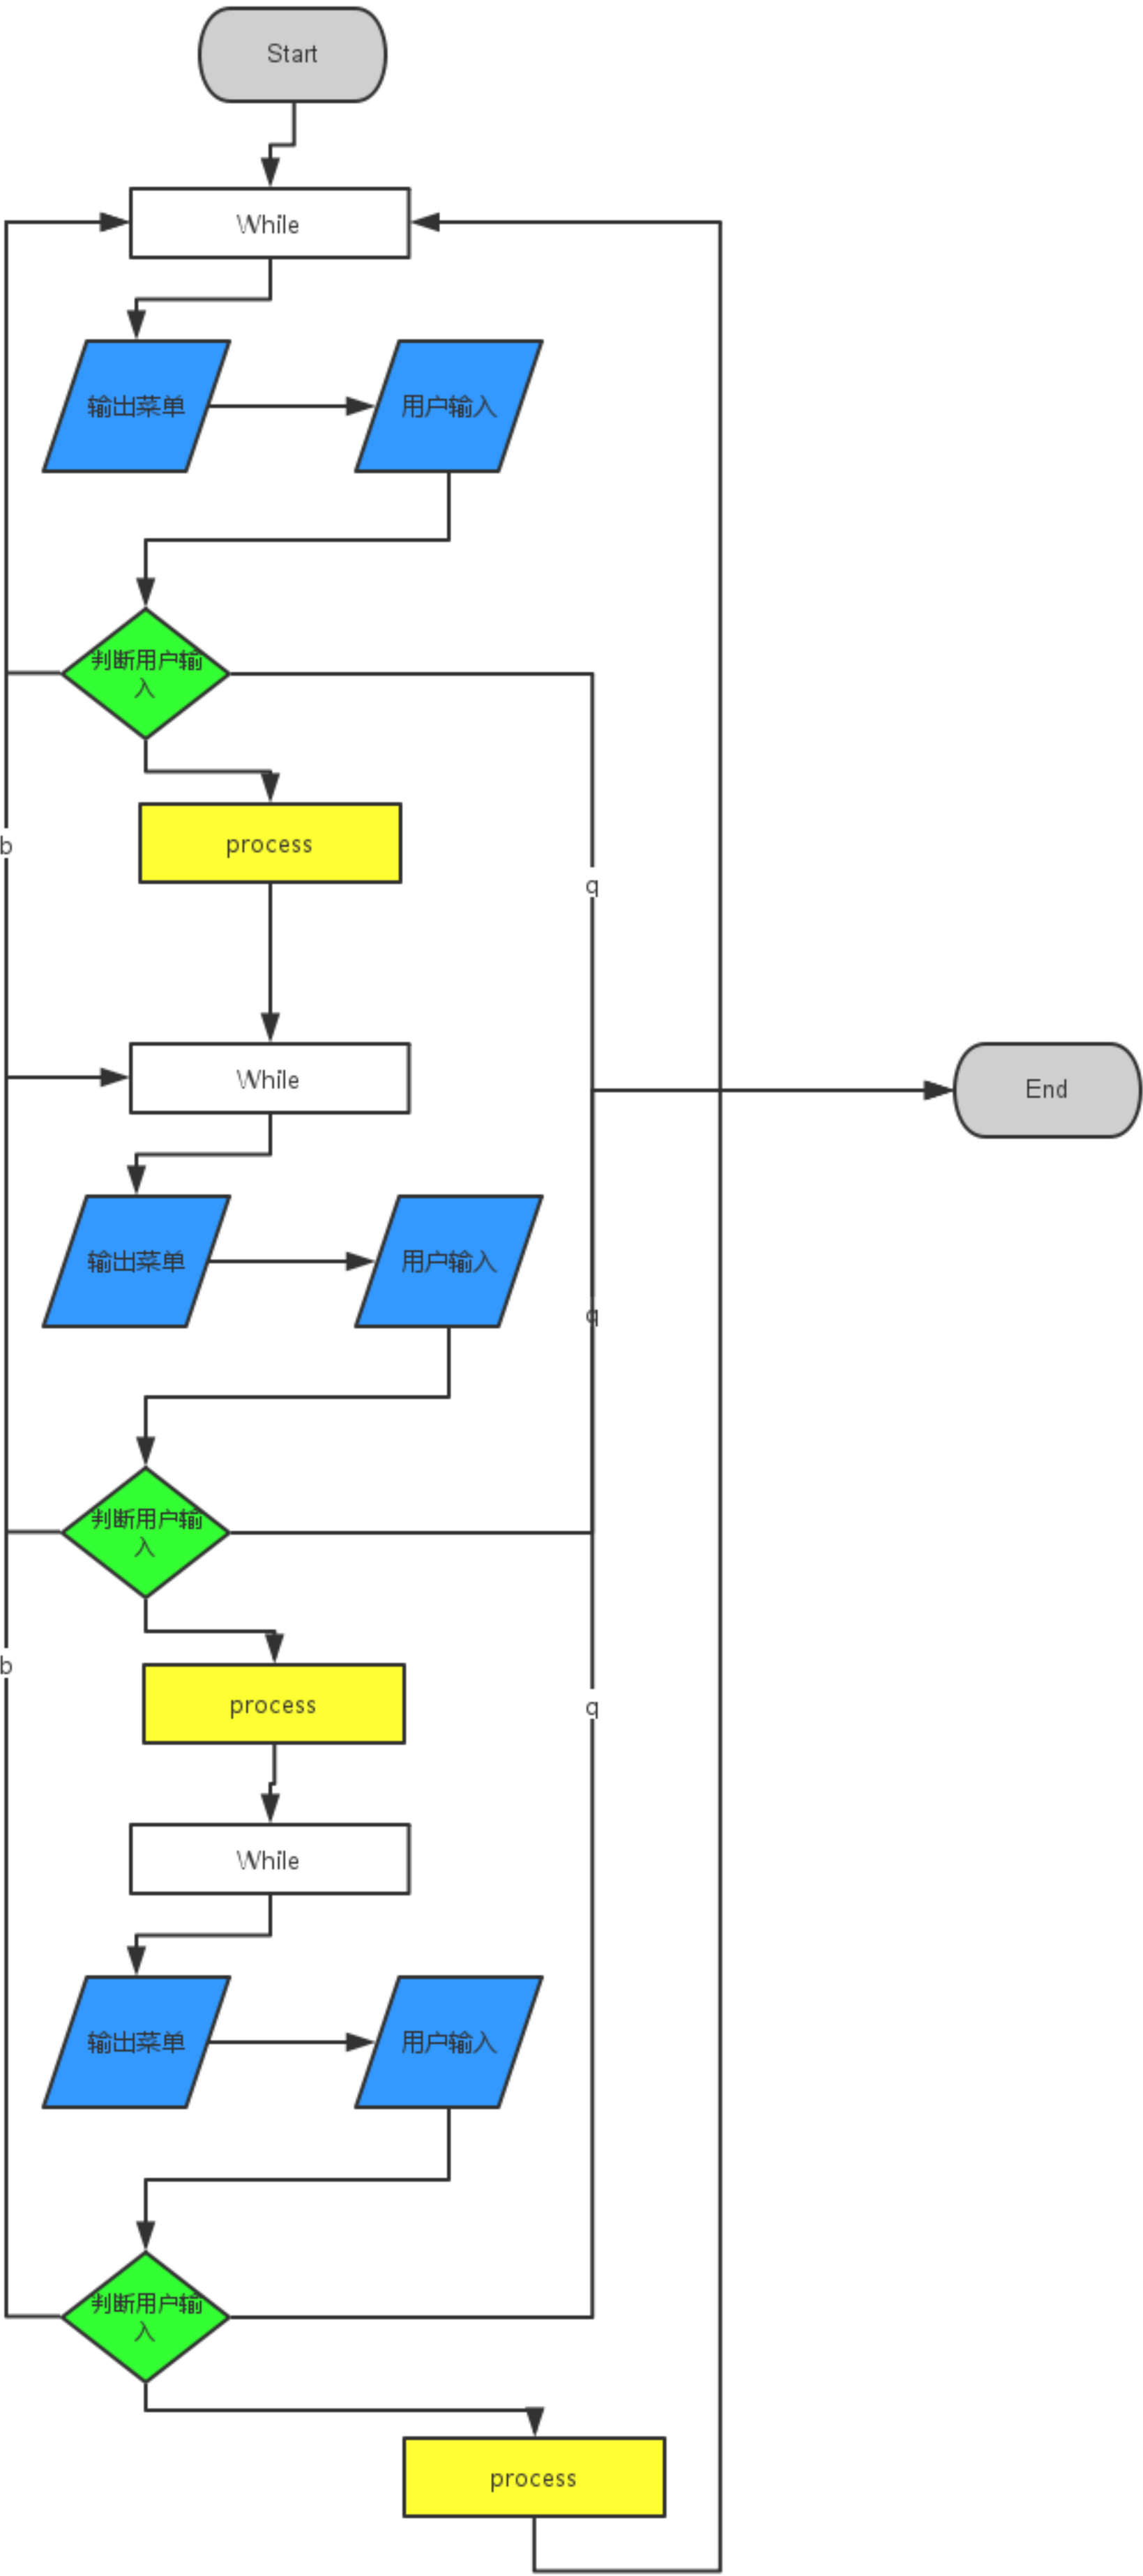 Start
While
输出菜单
用户输入
判断用户输
入
b
process
q
While
End
输出菜单
用户输入
q
判断用户输
入
b
process
q
While
输出菜单
用户输入
判断用户输
入
process